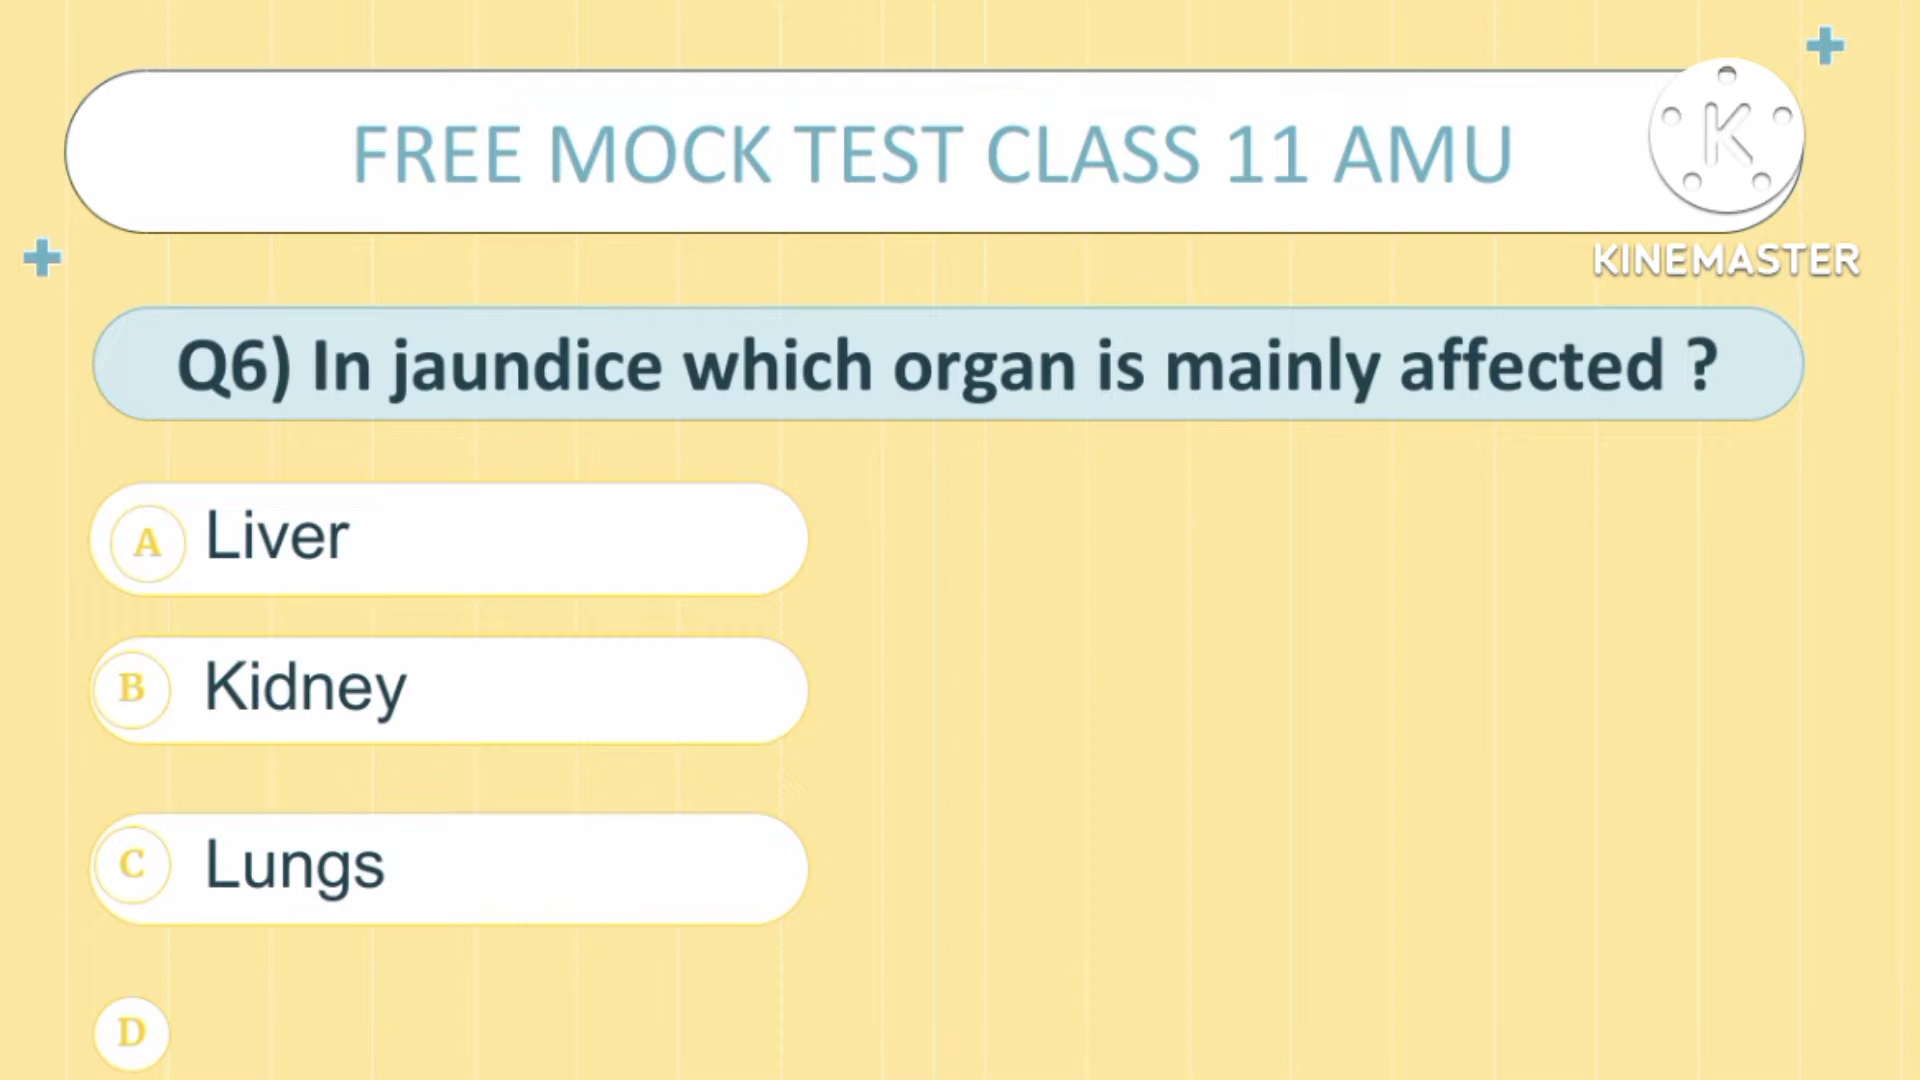 FREE MOCK TEST CLASS 11 AMU
K
KINEMASTER
Q6) In jaundice which organ is mainly affected ?
A Liver
B Kidney
C Lungs
D